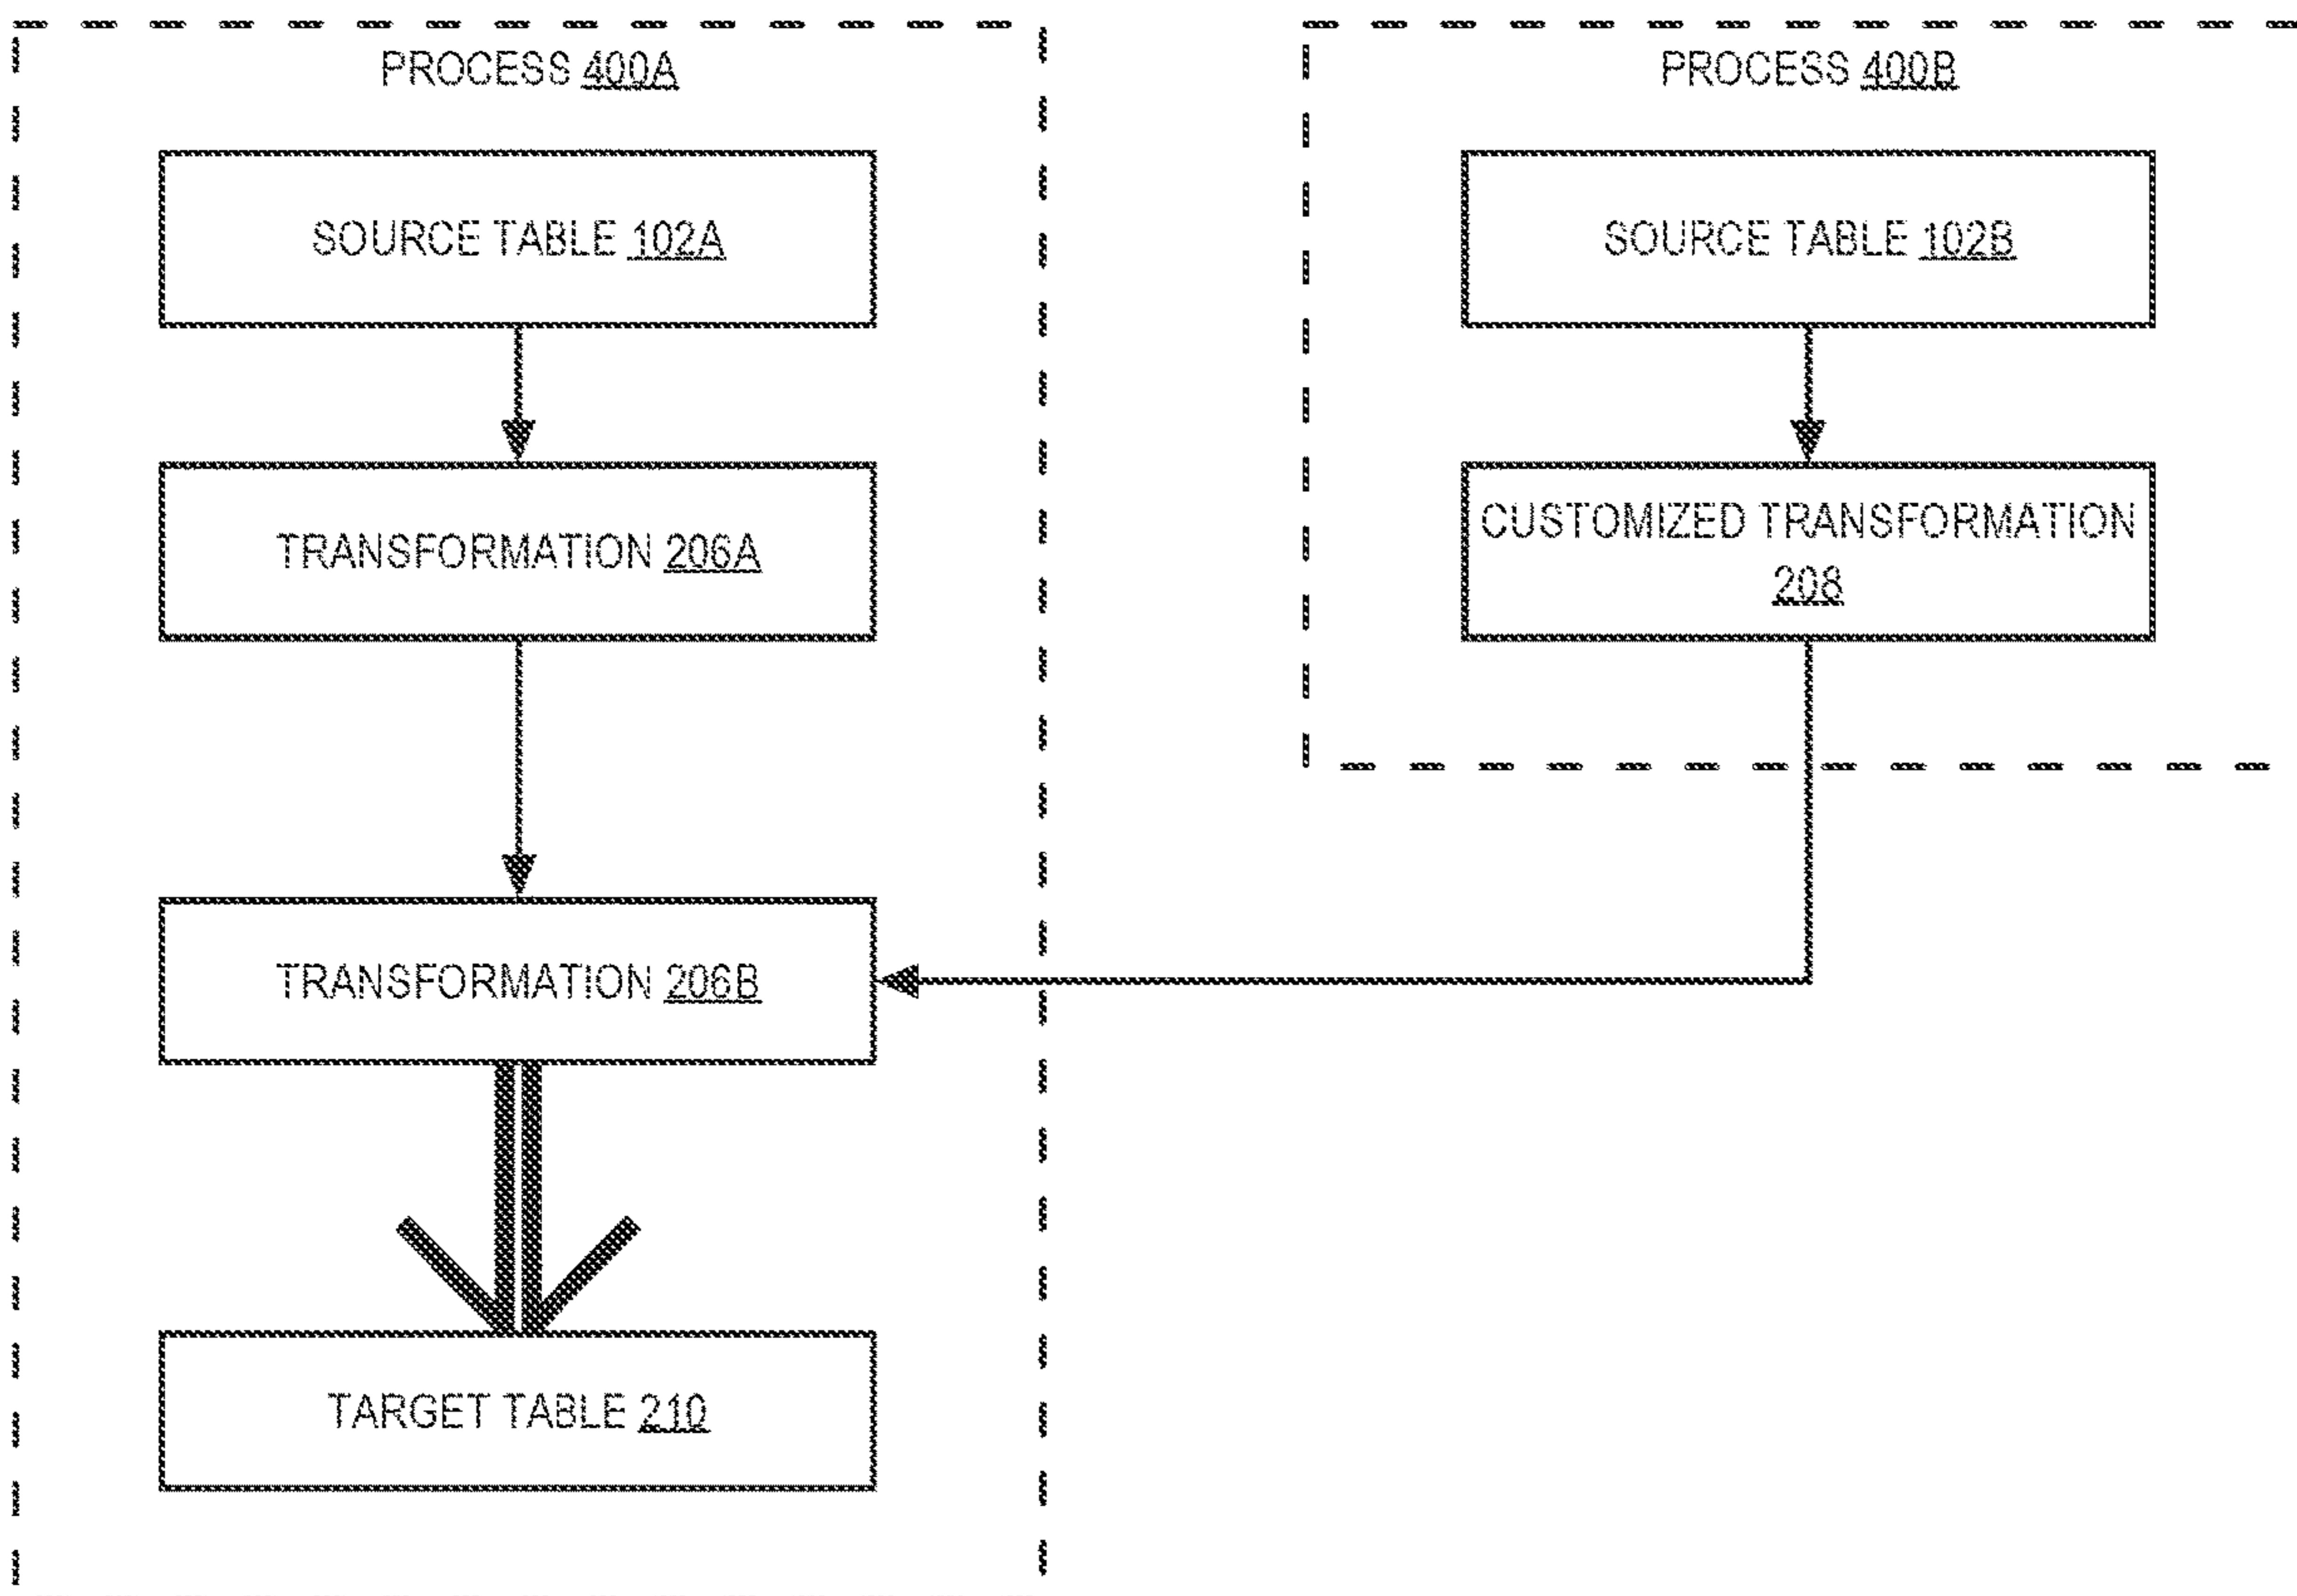 PROCESS 400A
SOURCE TABLE 102A
TRANSFORMATION 206A
TRANSFORMATION 206B
TARGET TABLE 210
PROCESS 400B
SOURCE TABLE 102B
CUSTOMIZED TRANSFORMATION
208